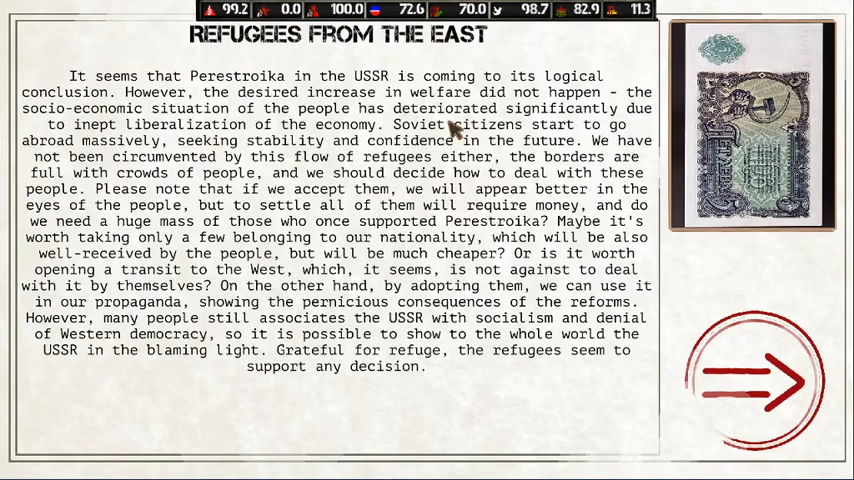 99.2 0.0 100.0 72.6 70.0 98.7 82.9 11.3
REFUGEES FROM THE EAST
It seems that Perestroika in the USSR is coming to its logical
conclusion. However, the desired increase in welfare did not happen - the
socio-economic situation of the people has deteriorated significantly due
to inept liberalization of the economy. Soviet citizens start to go
abroad massively, seeking stability and confidence in the future. We have
not been circumvented by this flow of refugees either, the borders are
full with crowds of people, and we should decide how to deal with these
people. Please note that if we accept them, we will appear better in the
eyes of the people, but to settle all of them will require money, and do
we need a huge mass of those who once supported Perestroika? Maybe it's
worth taking only a few belonging to our nationality, which will be also
well-received by the people, but will be much cheaper? Or is it worth
opening a transit to the West, which, it seems, is not against to deal
with it by themselves? On the other hand, by adopting them, we can use it
in our propaganda, showing the pernicious consequences of the reforms.
However, many people still associates the USSR with socialism and denial
of Western democracy, so it is possible to show to the whole world the
USSR in the blaming light. Grateful for refuge, the refugees seem to
support any decision.